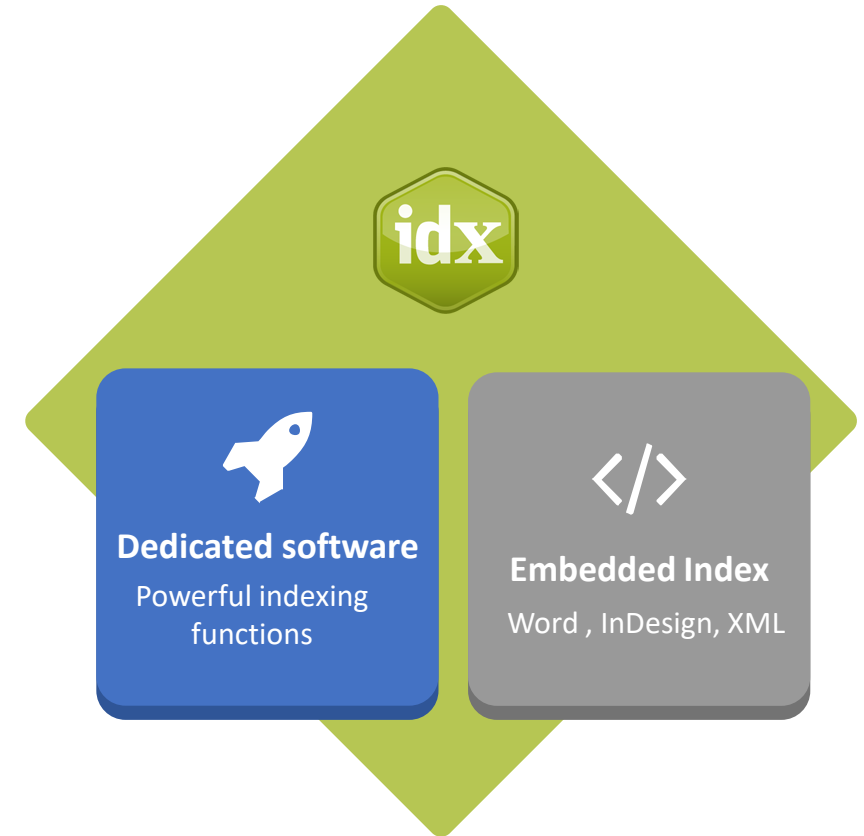 idx
Dedicated software
Powerful indexing
functions
Embedded Index
Word , InDesign, XML